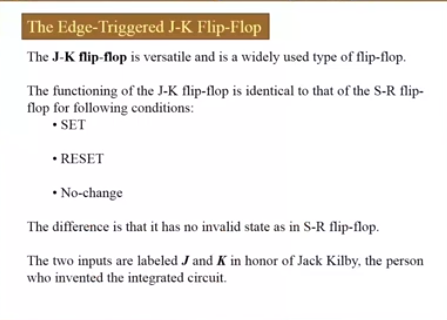 The Edge-Triggered J-K Flip-Flop
The J-K flip-flop is versatile and is a widely used type of flip-flop.
The functioning of the J-K flip-flop is identical to that of the S-R flip-
flop for following conditions:
• SET
• RESET
• No-change
The difference is that it has no invalid state as in S-R flip-flop.
The two inputs are labeled J and K in honor of Jack Kilby, the person
who invented the integrated circuit.